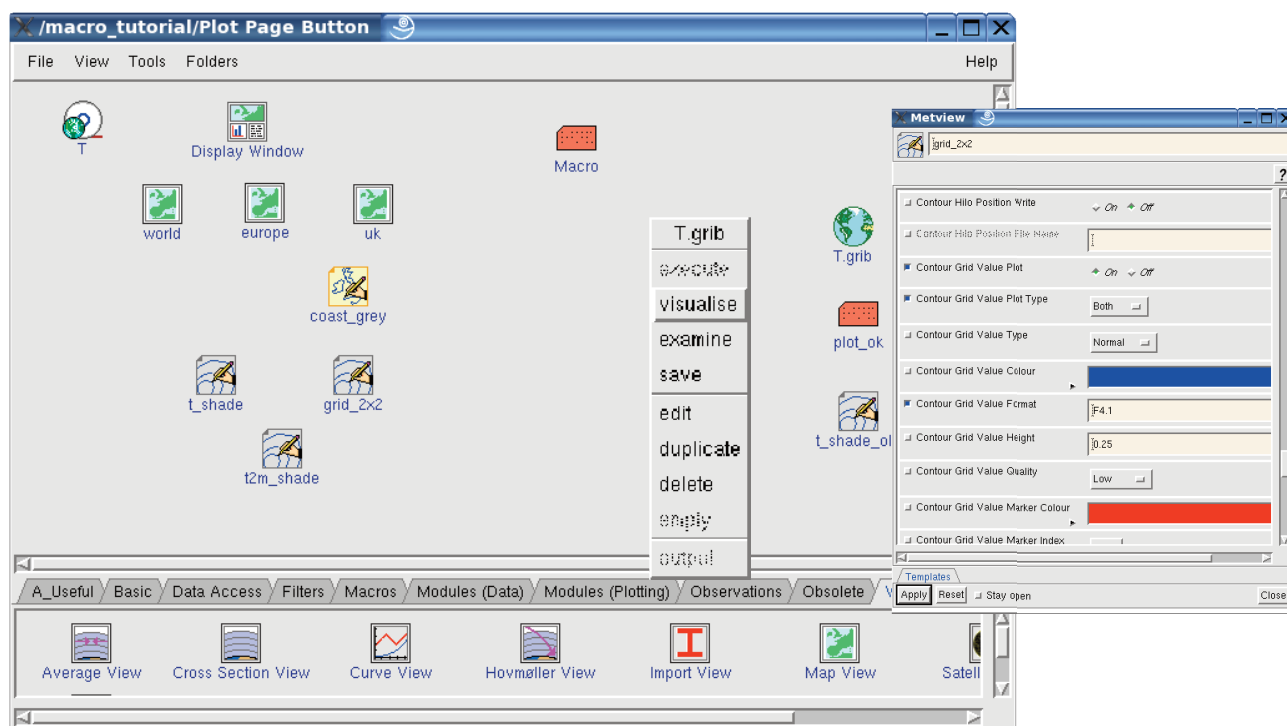 /macro_tutorial/Plot Page Button
File View Tools Folders Help
T
Display Window
Macro
world
europe
uk
T.grib
coast_grey
plot_ok
t_shade
grid_2x2
t_shade_ol
t2m_shade
T.grib
execute
visualise
examine
save
edit
duplicate
delete
empty
output
A_Useful Basic Data Access Filters Macros Modules (Data) Modules (Plotting) Observations Obsolete V
Average View Cross Section View Curve View Hovmøller View Import View Map View Satell
Metview
grid_2x2
?
Contour Hilo Position Write On Off
Contour Hilo Position File Name
Contour Grid Value Plot On Off
Contour Grid Value Plot Type Both
Contour Grid Value Type Normal
Contour Grid Value Colour
Contour Grid Value Format F4.1
Contour Grid Value Height 0.25
Contour Grid Value Quality Low
Contour Grid Value Marker Colour
Contour Grid Value Marker Index
Templates
Apply Reset Stay open Close